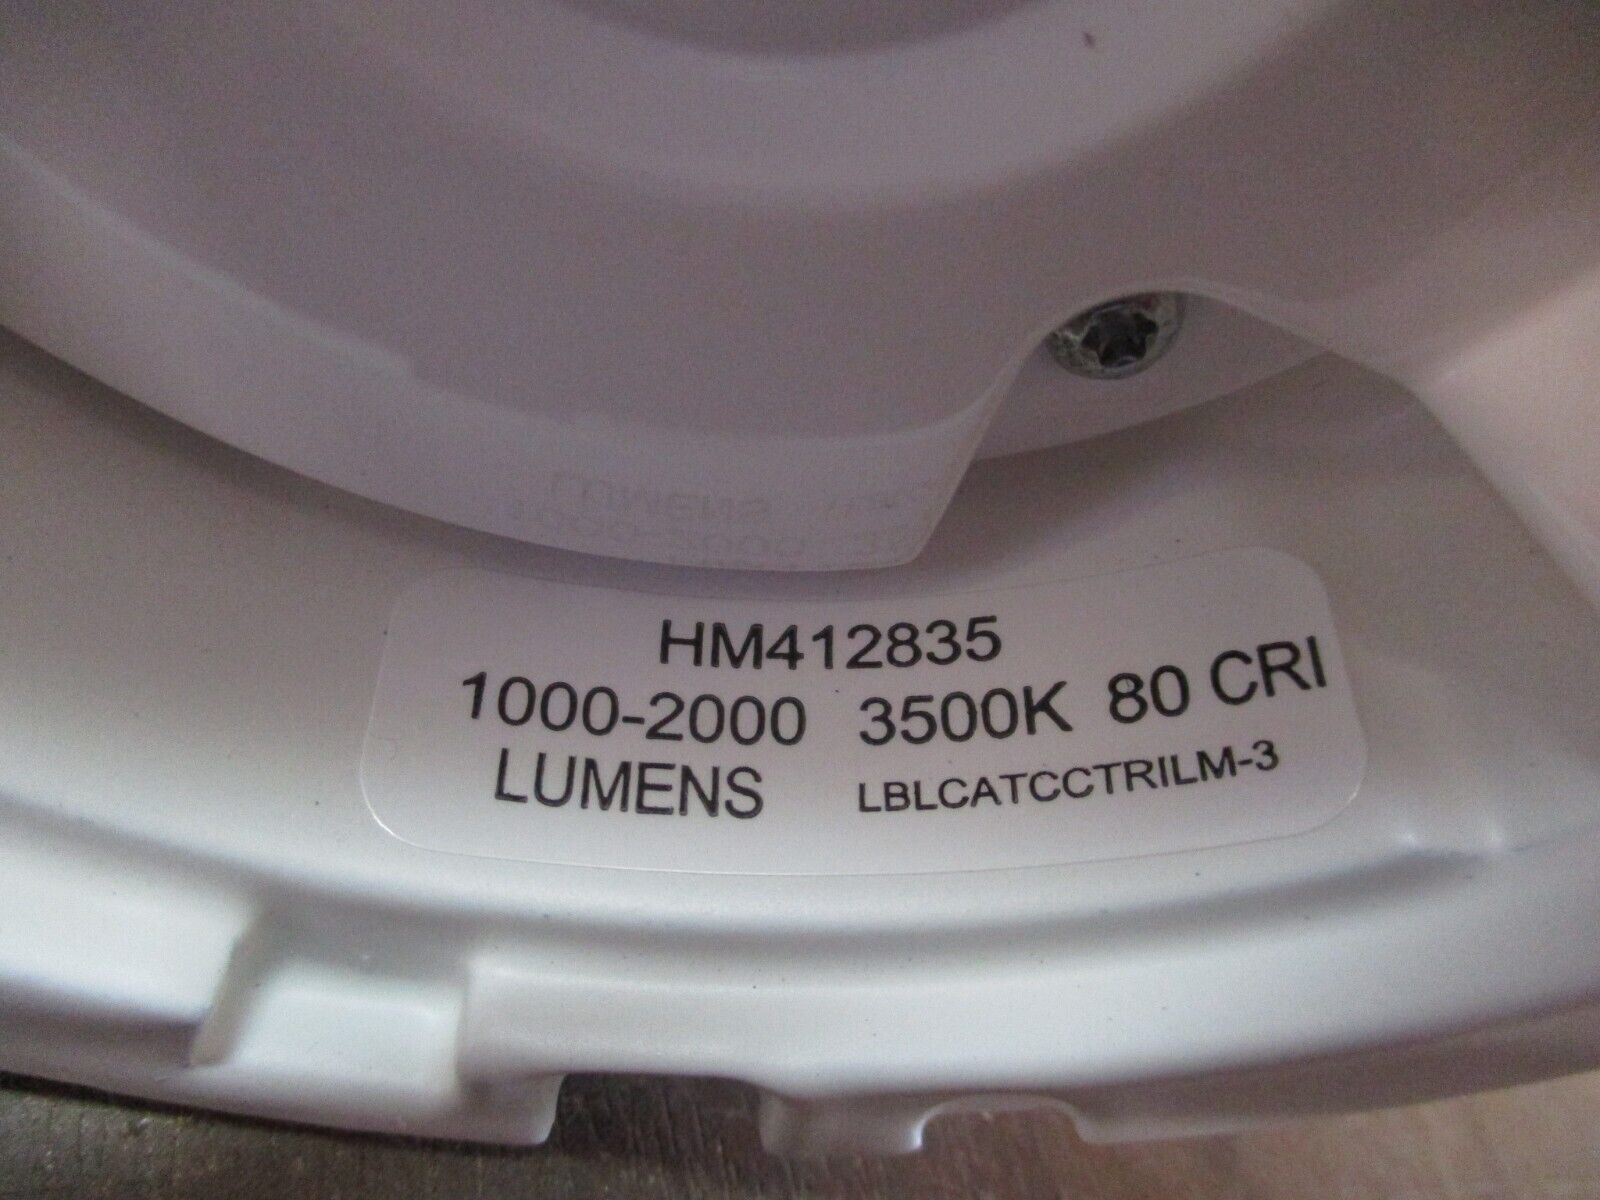 HM412835
1000-2000 3500K 80 CRI
LUMENS LBLCATCCTRILM-3